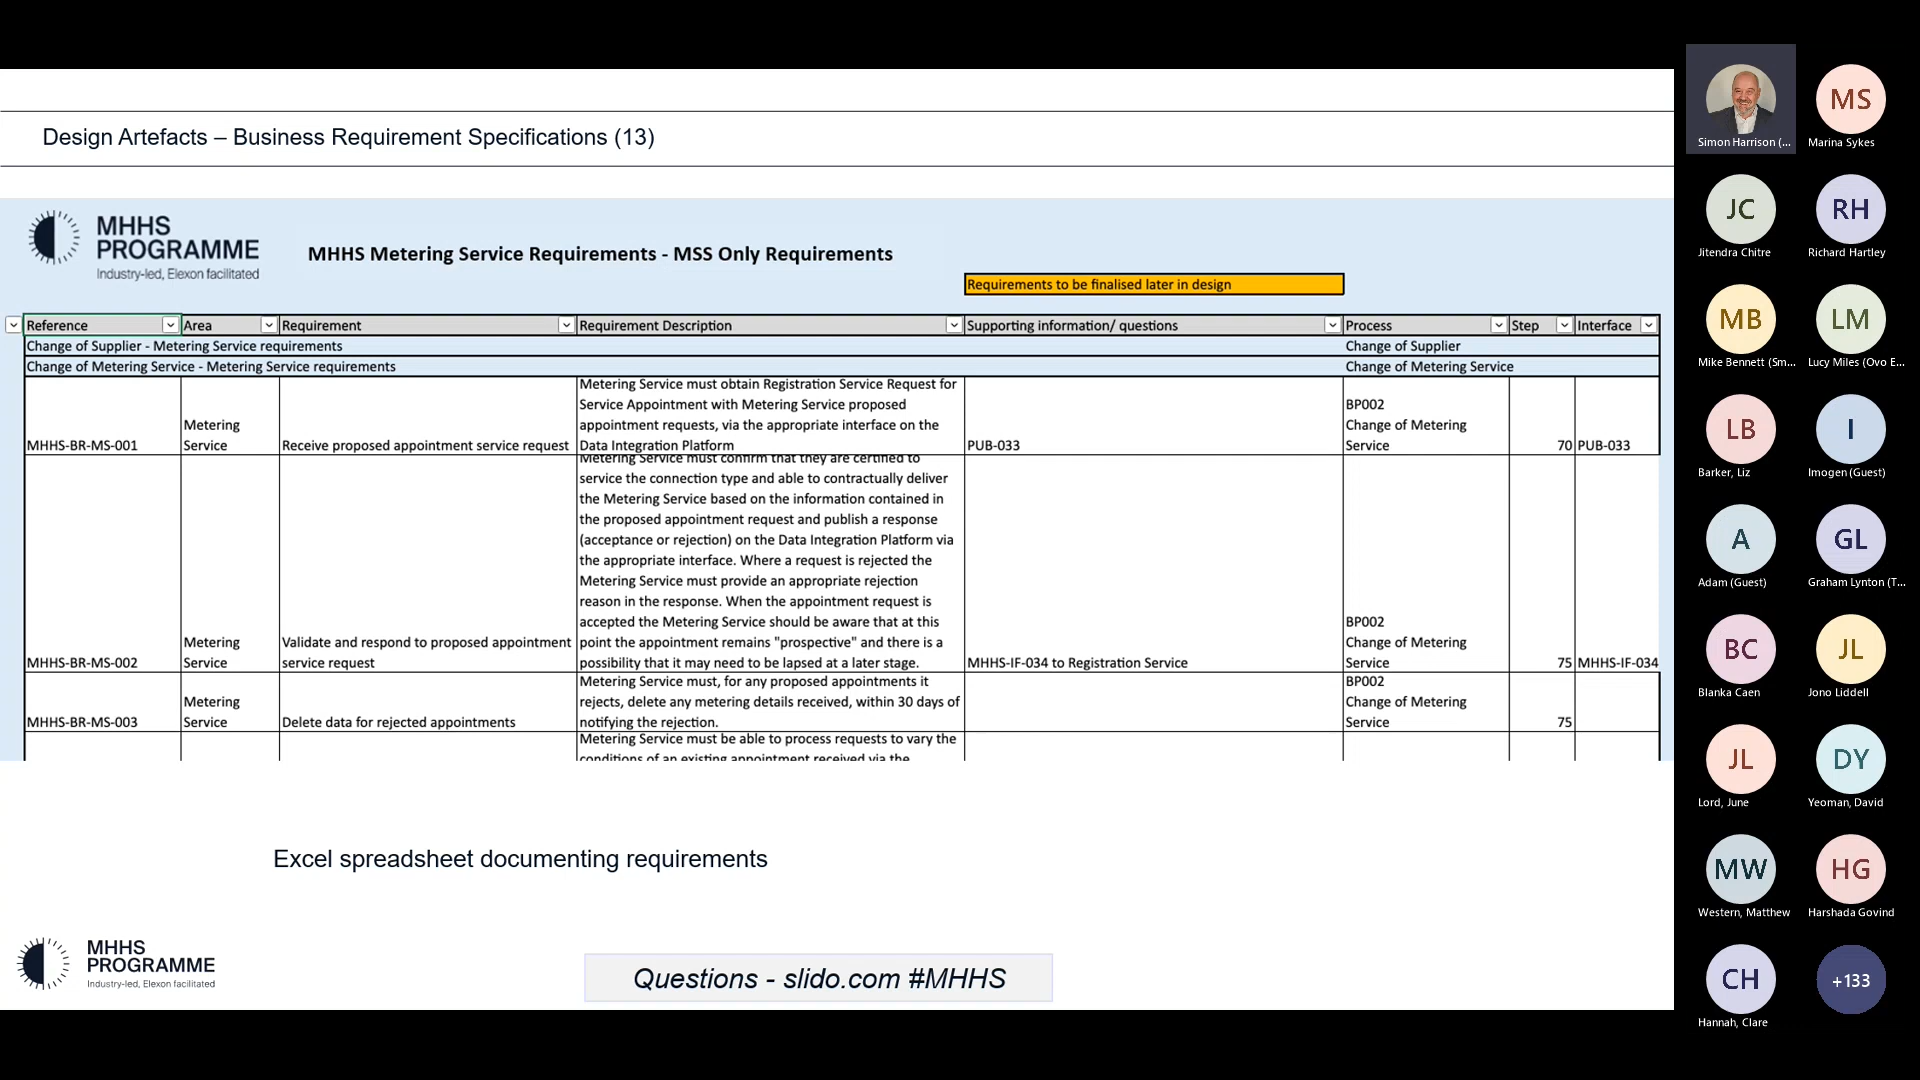 Design Artefacts – Business Requirement Specifications (13)
MHHS
PROGRAMME
Industry-led, Elexon facilitated
MHHS Metering Service Requirements - MSS Only Requirements
Requirements to be finalised later in design
Reference
Area
Requirement
Requirement Description
Supporting information/ questions
Process
Step
Interface
Change of Supplier - Metering Service requirements
Change of Supplier
Change of Metering Service - Metering Service requirements
Change of Metering Service
MHHS-BR-MS-001
Metering
Service
Receive proposed appointment service request
Metering Service must obtain Registration Service Request for
Service Appointment with Metering Service proposed
appointment requests, via the appropriate interface on the
Data Integration Platform
PUB-033
BP002
Change of Metering
Service
70
PUB-033
MHHS-BR-MS-002
Metering
Service
Validate and respond to proposed appointment
service request
Metering Service must confirm that they are certified to
service the connection type and able to contractually deliver
the Metering Service based on the information contained in
the proposed appointment request and publish a response
(acceptance or rejection) on the Data Integration Platform via
the appropriate interface. Where a request is rejected the
Metering Service must provide an appropriate rejection
reason in the response. When the appointment request is
accepted the Metering Service should be aware that at this
point the appointment remains "prospective" and there is a
possibility that it may need to be lapsed at a later stage.
MHHS-IF-034 to Registration Service
BP002
Change of Metering
Service
75
MHHS-IF-034
MHHS-BR-MS-003
Metering
Service
Delete data for rejected appointments
Metering Service must, for any proposed appointments it
rejects, delete any metering details received, within 30 days of
notifying the rejection.
BP002
Change of Metering
Service
75
Metering Service must be able to process requests to vary the
conditions of an existing appointment received via the
Excel spreadsheet documenting requirements
MHHS
PROGRAMME
Industry-led, Elexon facilitated
Questions - slido.com #MHHS
Simon Harrison (...
MS
Marina Sykes
JC
Jitendra Chitre
RH
Richard Hartley
MB
Mike Bennett (Sm...
LM
Lucy Miles (Ovo E...
LB
Barker, Liz
I
Imogen (Guest)
A
Adam (Guest)
GL
Graham Lynton (T...
BC
Blanka Caen
JL
Jono Liddell
JL
Lord, June
DY
Yeoman, David
MW
Western, Matthew
HG
Harshada Govind
CH
Hannah, Clare
+133